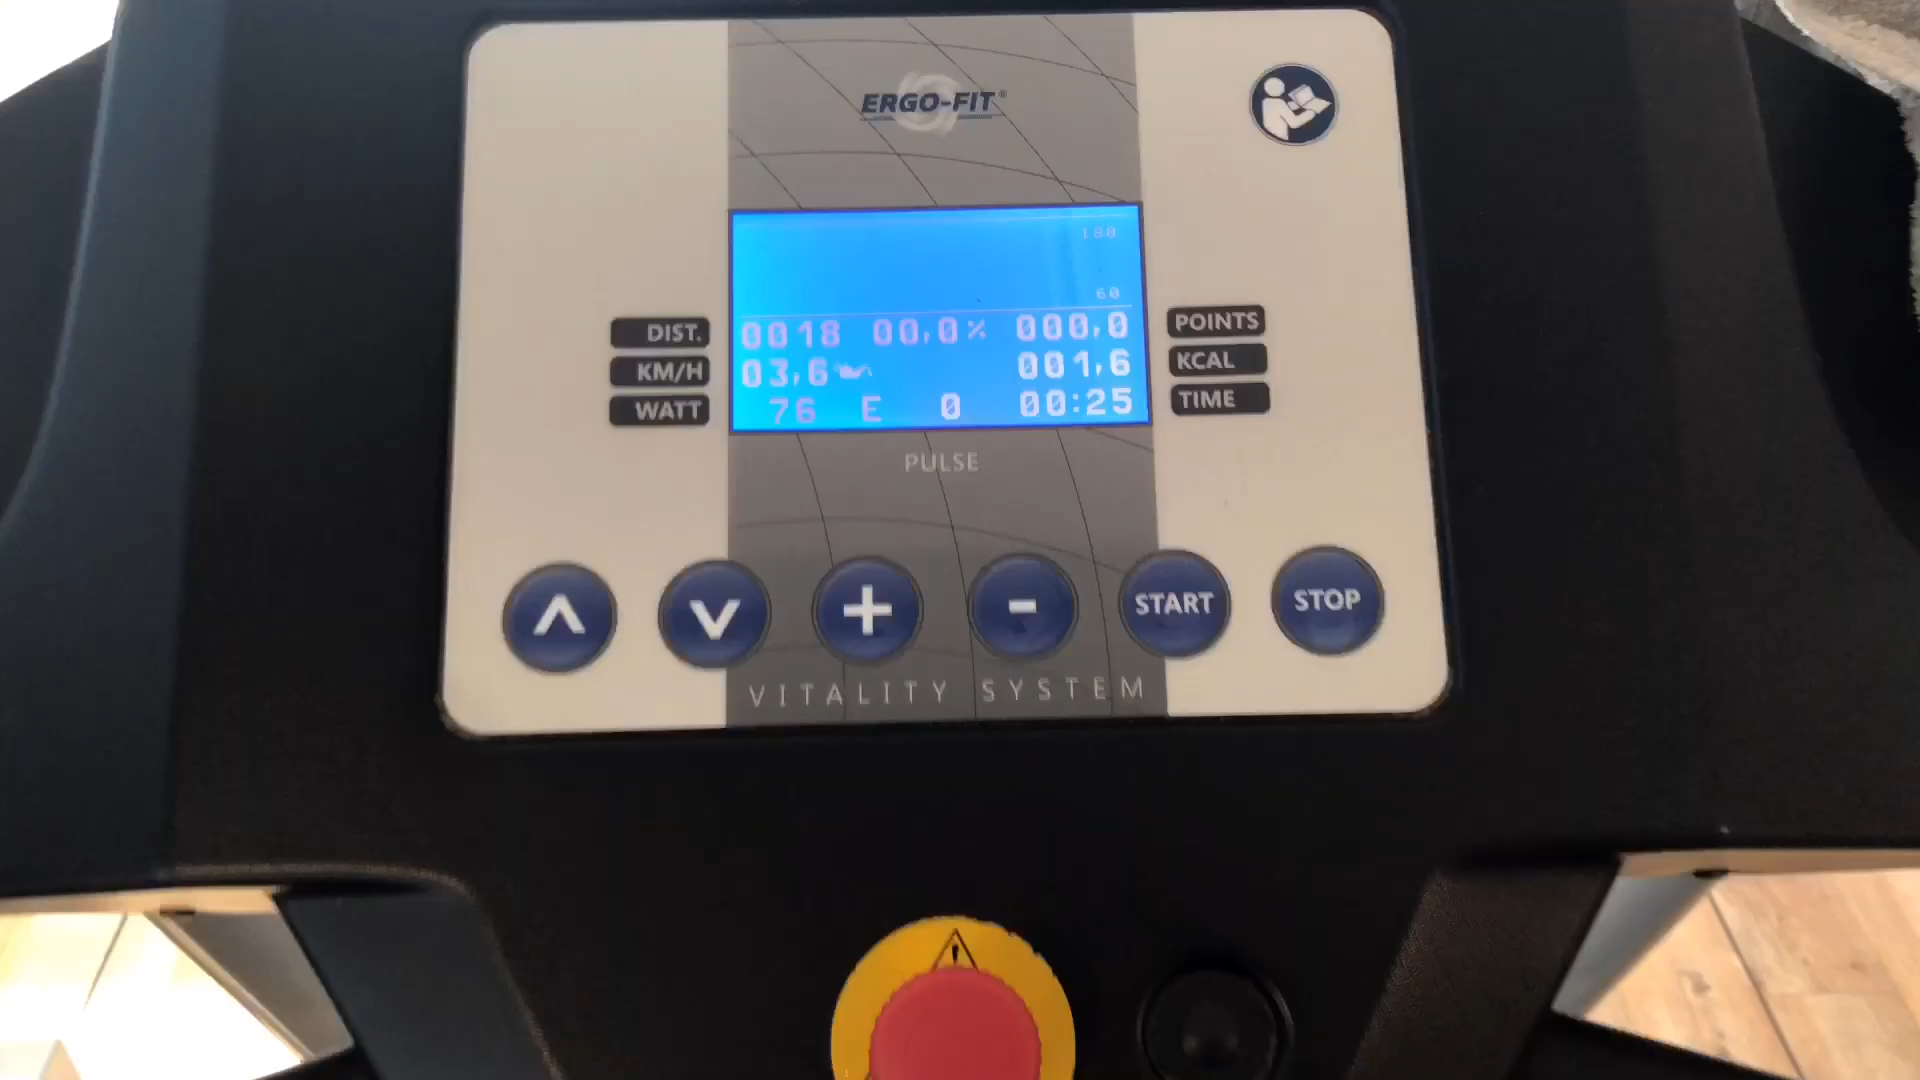 ERGO-FIT®
180
60
DIST. 0018 00,0% 000,0 POINTS
KM/H 03,6 001,6 KCAL
WATT 76 E 0 00:25 TIME
PULSE
START STOP
VITALITY SYSTEM